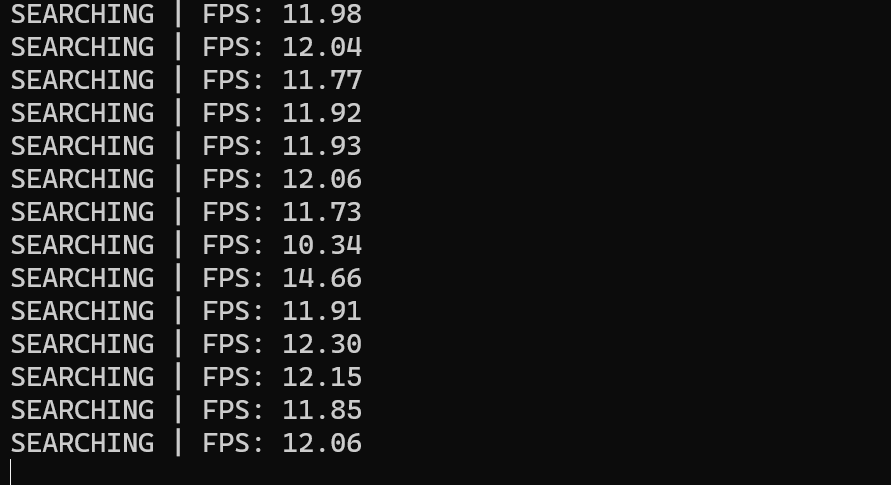 SEARCHING | FPS: 11.98
SEARCHING | FPS: 12.04
SEARCHING | FPS: 11.77
SEARCHING | FPS: 11.92
SEARCHING | FPS: 11.93
SEARCHING | FPS: 12.06
SEARCHING | FPS: 11.73
SEARCHING | FPS: 10.34
SEARCHING | FPS: 14.66
SEARCHING | FPS: 11.91
SEARCHING | FPS: 12.30
SEARCHING | FPS: 12.15
SEARCHING | FPS: 11.85
SEARCHING | FPS: 12.06